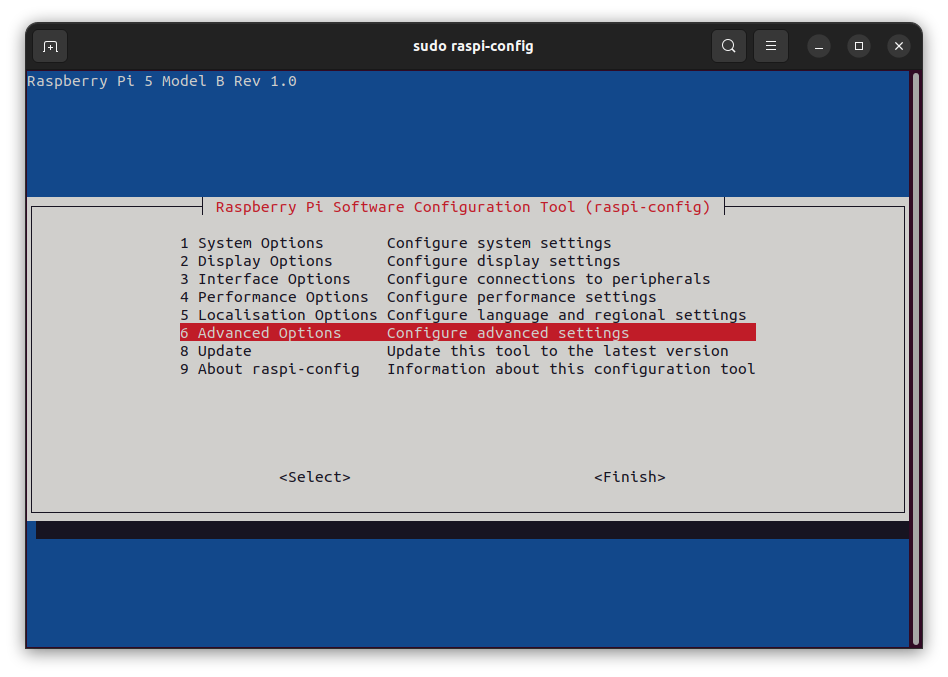 sudo raspi-config
Raspberry Pi 5 Model B Rev 1.0
Raspberry Pi Software Configuration Tool (raspi-config)
1 System Options Configure system settings
2 Display Options Configure display settings
3 Interface Options Configure connections to peripherals
4 Performance Options Configure performance settings
5 Localisation Options Configure language and regional settings
6 Advanced Options Configure advanced settings
8 Update Update this tool to the latest version
9 About raspi-config Information about this configuration tool
<Select> <Finish>